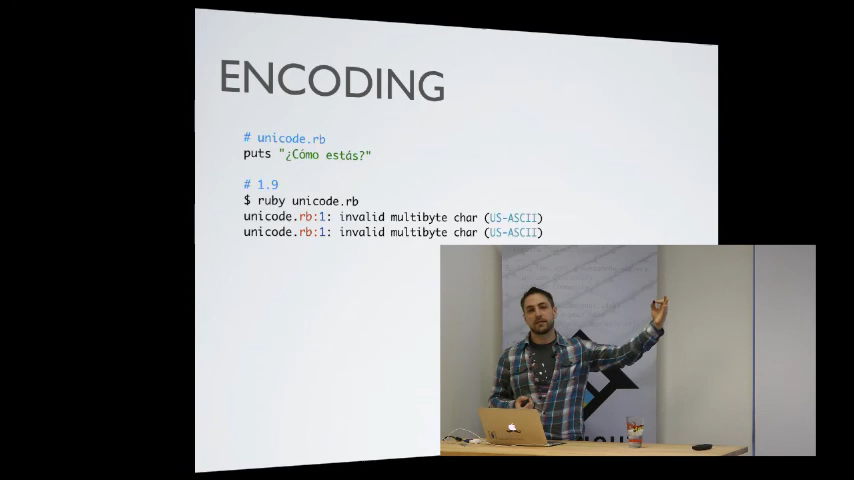 ENCODING
# unicode.rb
puts "¿Cómo estás?"
# 1.9
$ ruby unicode.rb
unicode.rb:1: invalid multibyte char (US-ASCII)
unicode.rb:1: invalid multibyte char (US-ASCII)